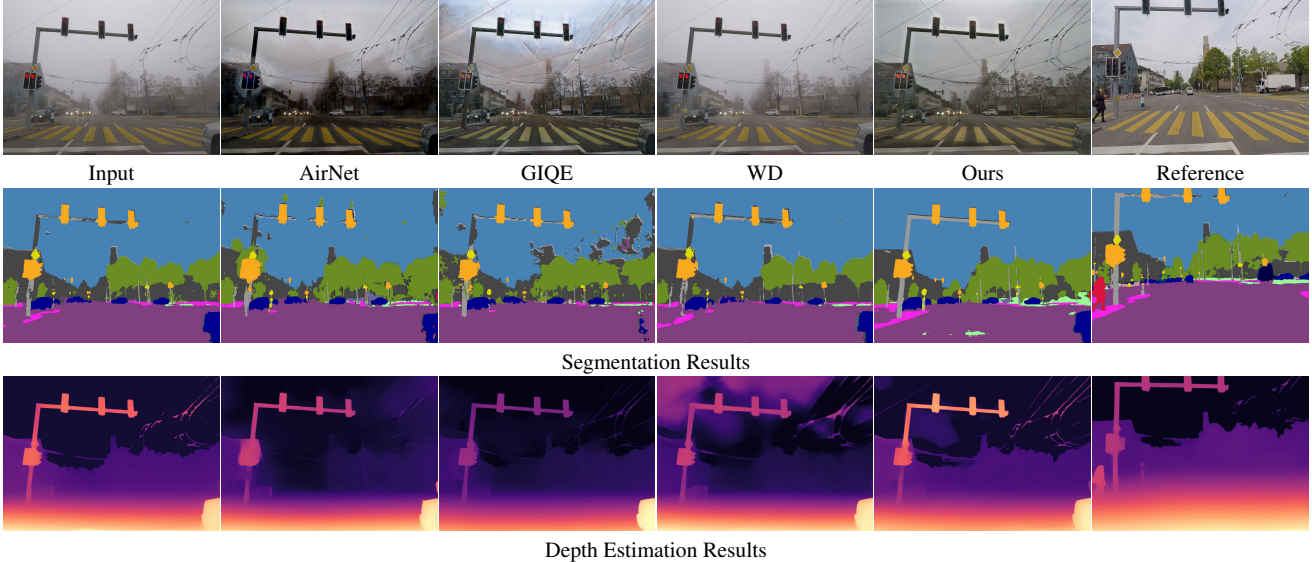 Input AirNet GIQE WD Ours Reference
Segmentation Results
Depth Estimation Results